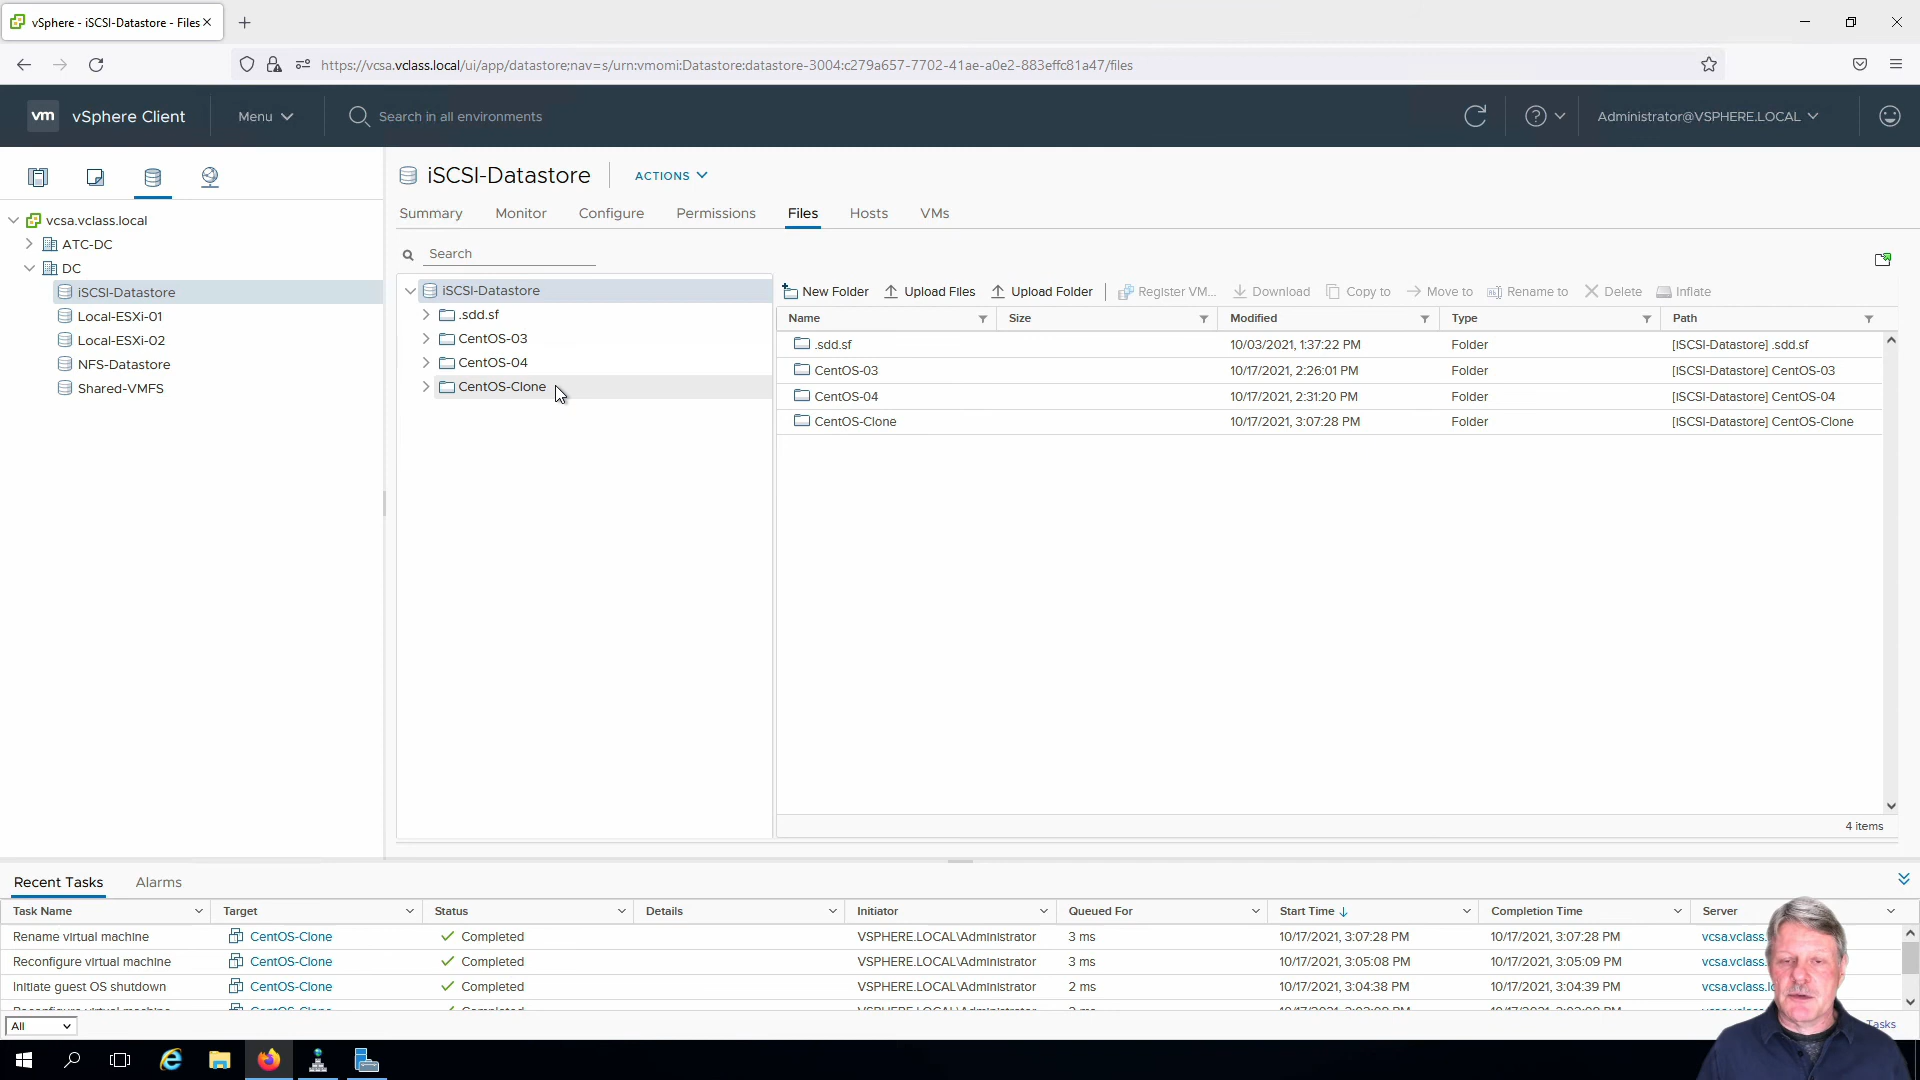 vSphere - iSCSI-Datastore - Files
https://vcsa.vclass.local/ui/app/datastore;nav=s/urn:vmomi:Datastore:datastore-3004:c279a657-7702-41ae-a0e2-883effc81a47/files
vm vSphere Client Menu Search in all environments Administrator@VSPHERE.LOCAL
vcsa.vclass.local
ATC-DC
DC
iSCSI-Datastore
Local-ESXi-01
Local-ESXi-02
NFS-Datastore
Shared-VMFS
iSCSI-Datastore ACTIONS
Summary Monitor Configure Permissions Files Hosts VMs
Search
iSCSI-Datastore
.sdd.sf
CentOS-03
CentOS-04
CentOS-Clone
New Folder Upload Files Upload Folder Register VM... Download Copy to Move to Rename to Delete Inflate
Name Size Modified Type Path
.sdd.sf 10/03/2021, 1:37:22 PM Folder [iSCSI-Datastore] .sdd.sf
CentOS-03 10/17/2021, 2:26:01 PM Folder [iSCSI-Datastore] CentOS-03
CentOS-04 10/17/2021, 2:31:20 PM Folder [iSCSI-Datastore] CentOS-04
CentOS-Clone 10/17/2021, 3:07:28 PM Folder [iSCSI-Datastore] CentOS-Clone
4 items
Recent Tasks Alarms
Task Name Target Status Details Initiator Queued For Start Time Completion Time Server
Rename virtual machine CentOS-Clone Completed VSPHERE.LOCAL\Administrator 3 ms 10/17/2021, 3:07:28 PM 10/17/2021, 3:07:28 PM vcsa.vclass.
Reconfigure virtual machine CentOS-Clone Completed VSPHERE.LOCAL\Administrator 3 ms 10/17/2021, 3:05:08 PM 10/17/2021, 3:05:09 PM vcsa.vclass.
Initiate guest OS shutdown CentOS-Clone Completed VSPHERE.LOCAL\Administrator 2 ms 10/17/2021, 3:04:38 PM 10/17/2021, 3:04:39 PM vcsa.vclass.lo
All Tasks